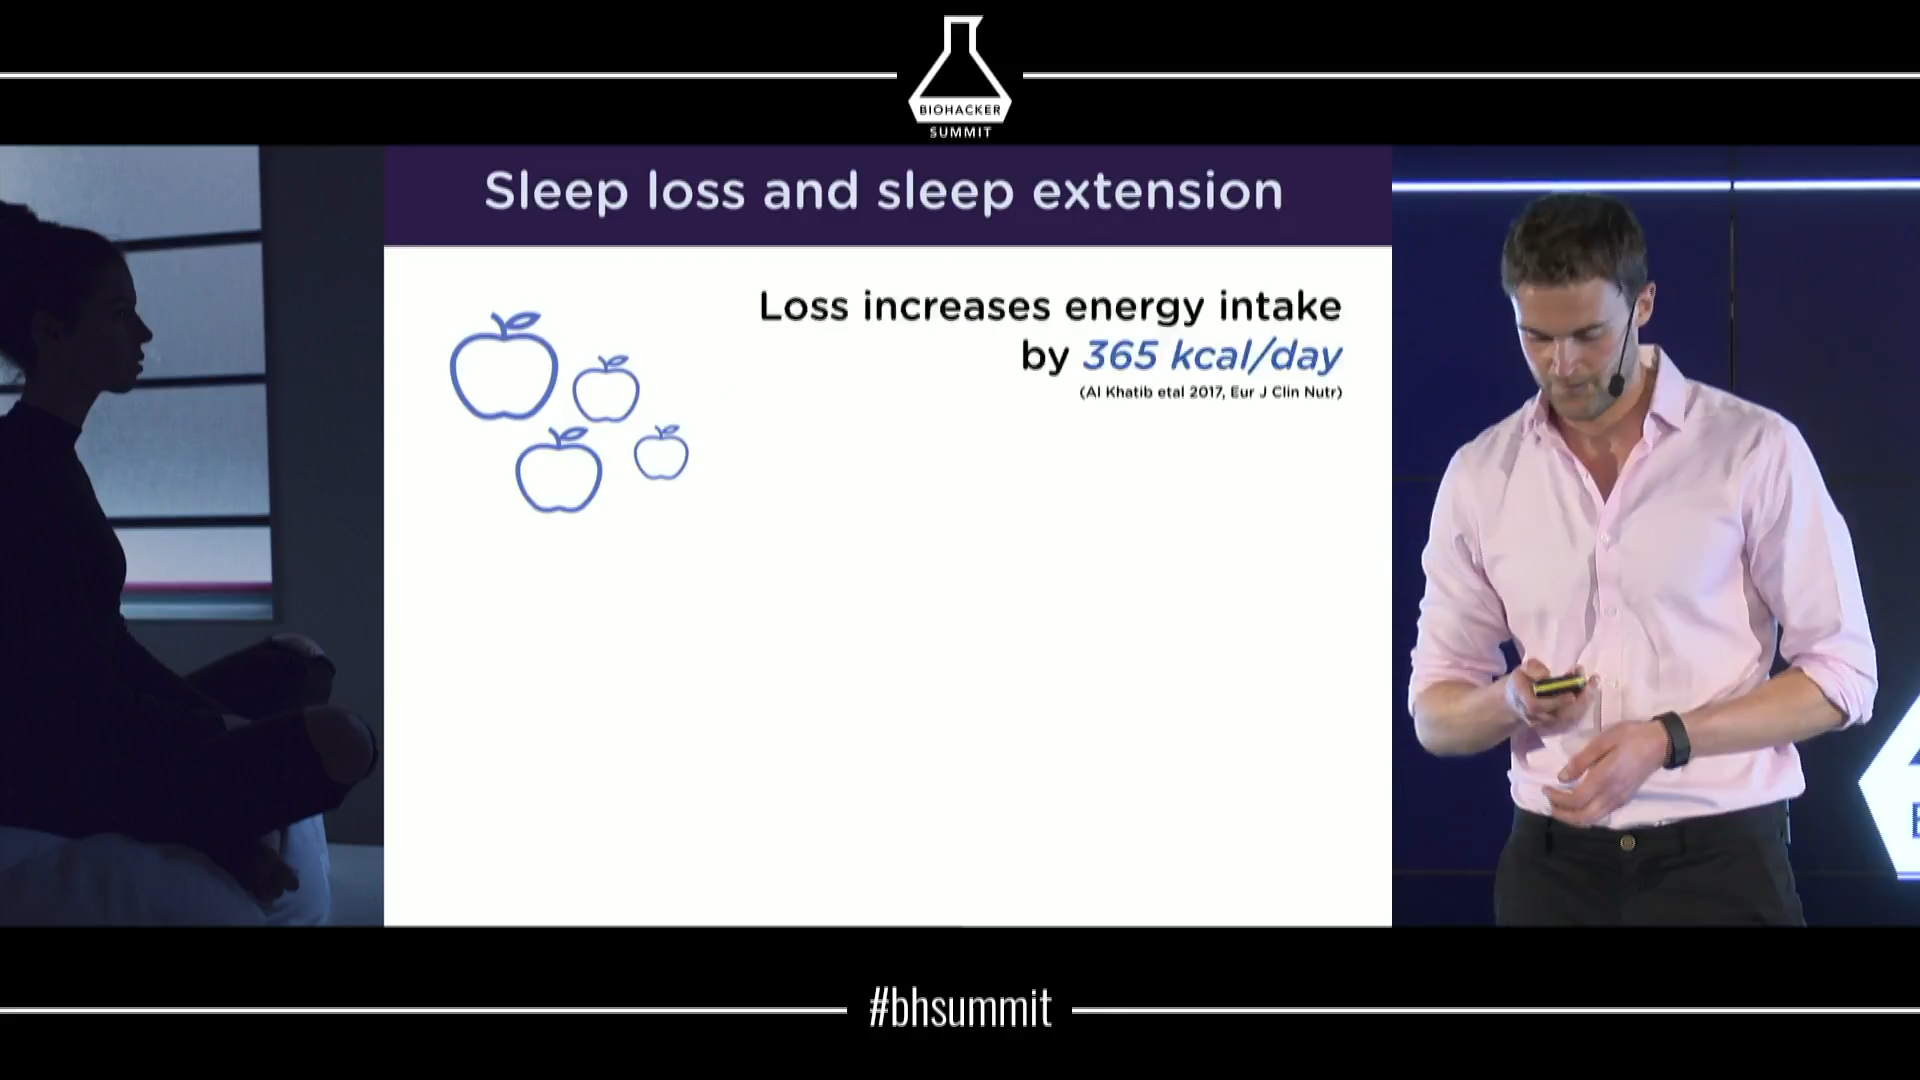 BIOHACKER
SUMMIT
Sleep loss and sleep extension
Loss increases energy intake
by 365 kcal/day
(Al Khatib etal 2017, Eur J Clin Nutr)
#bhsummit